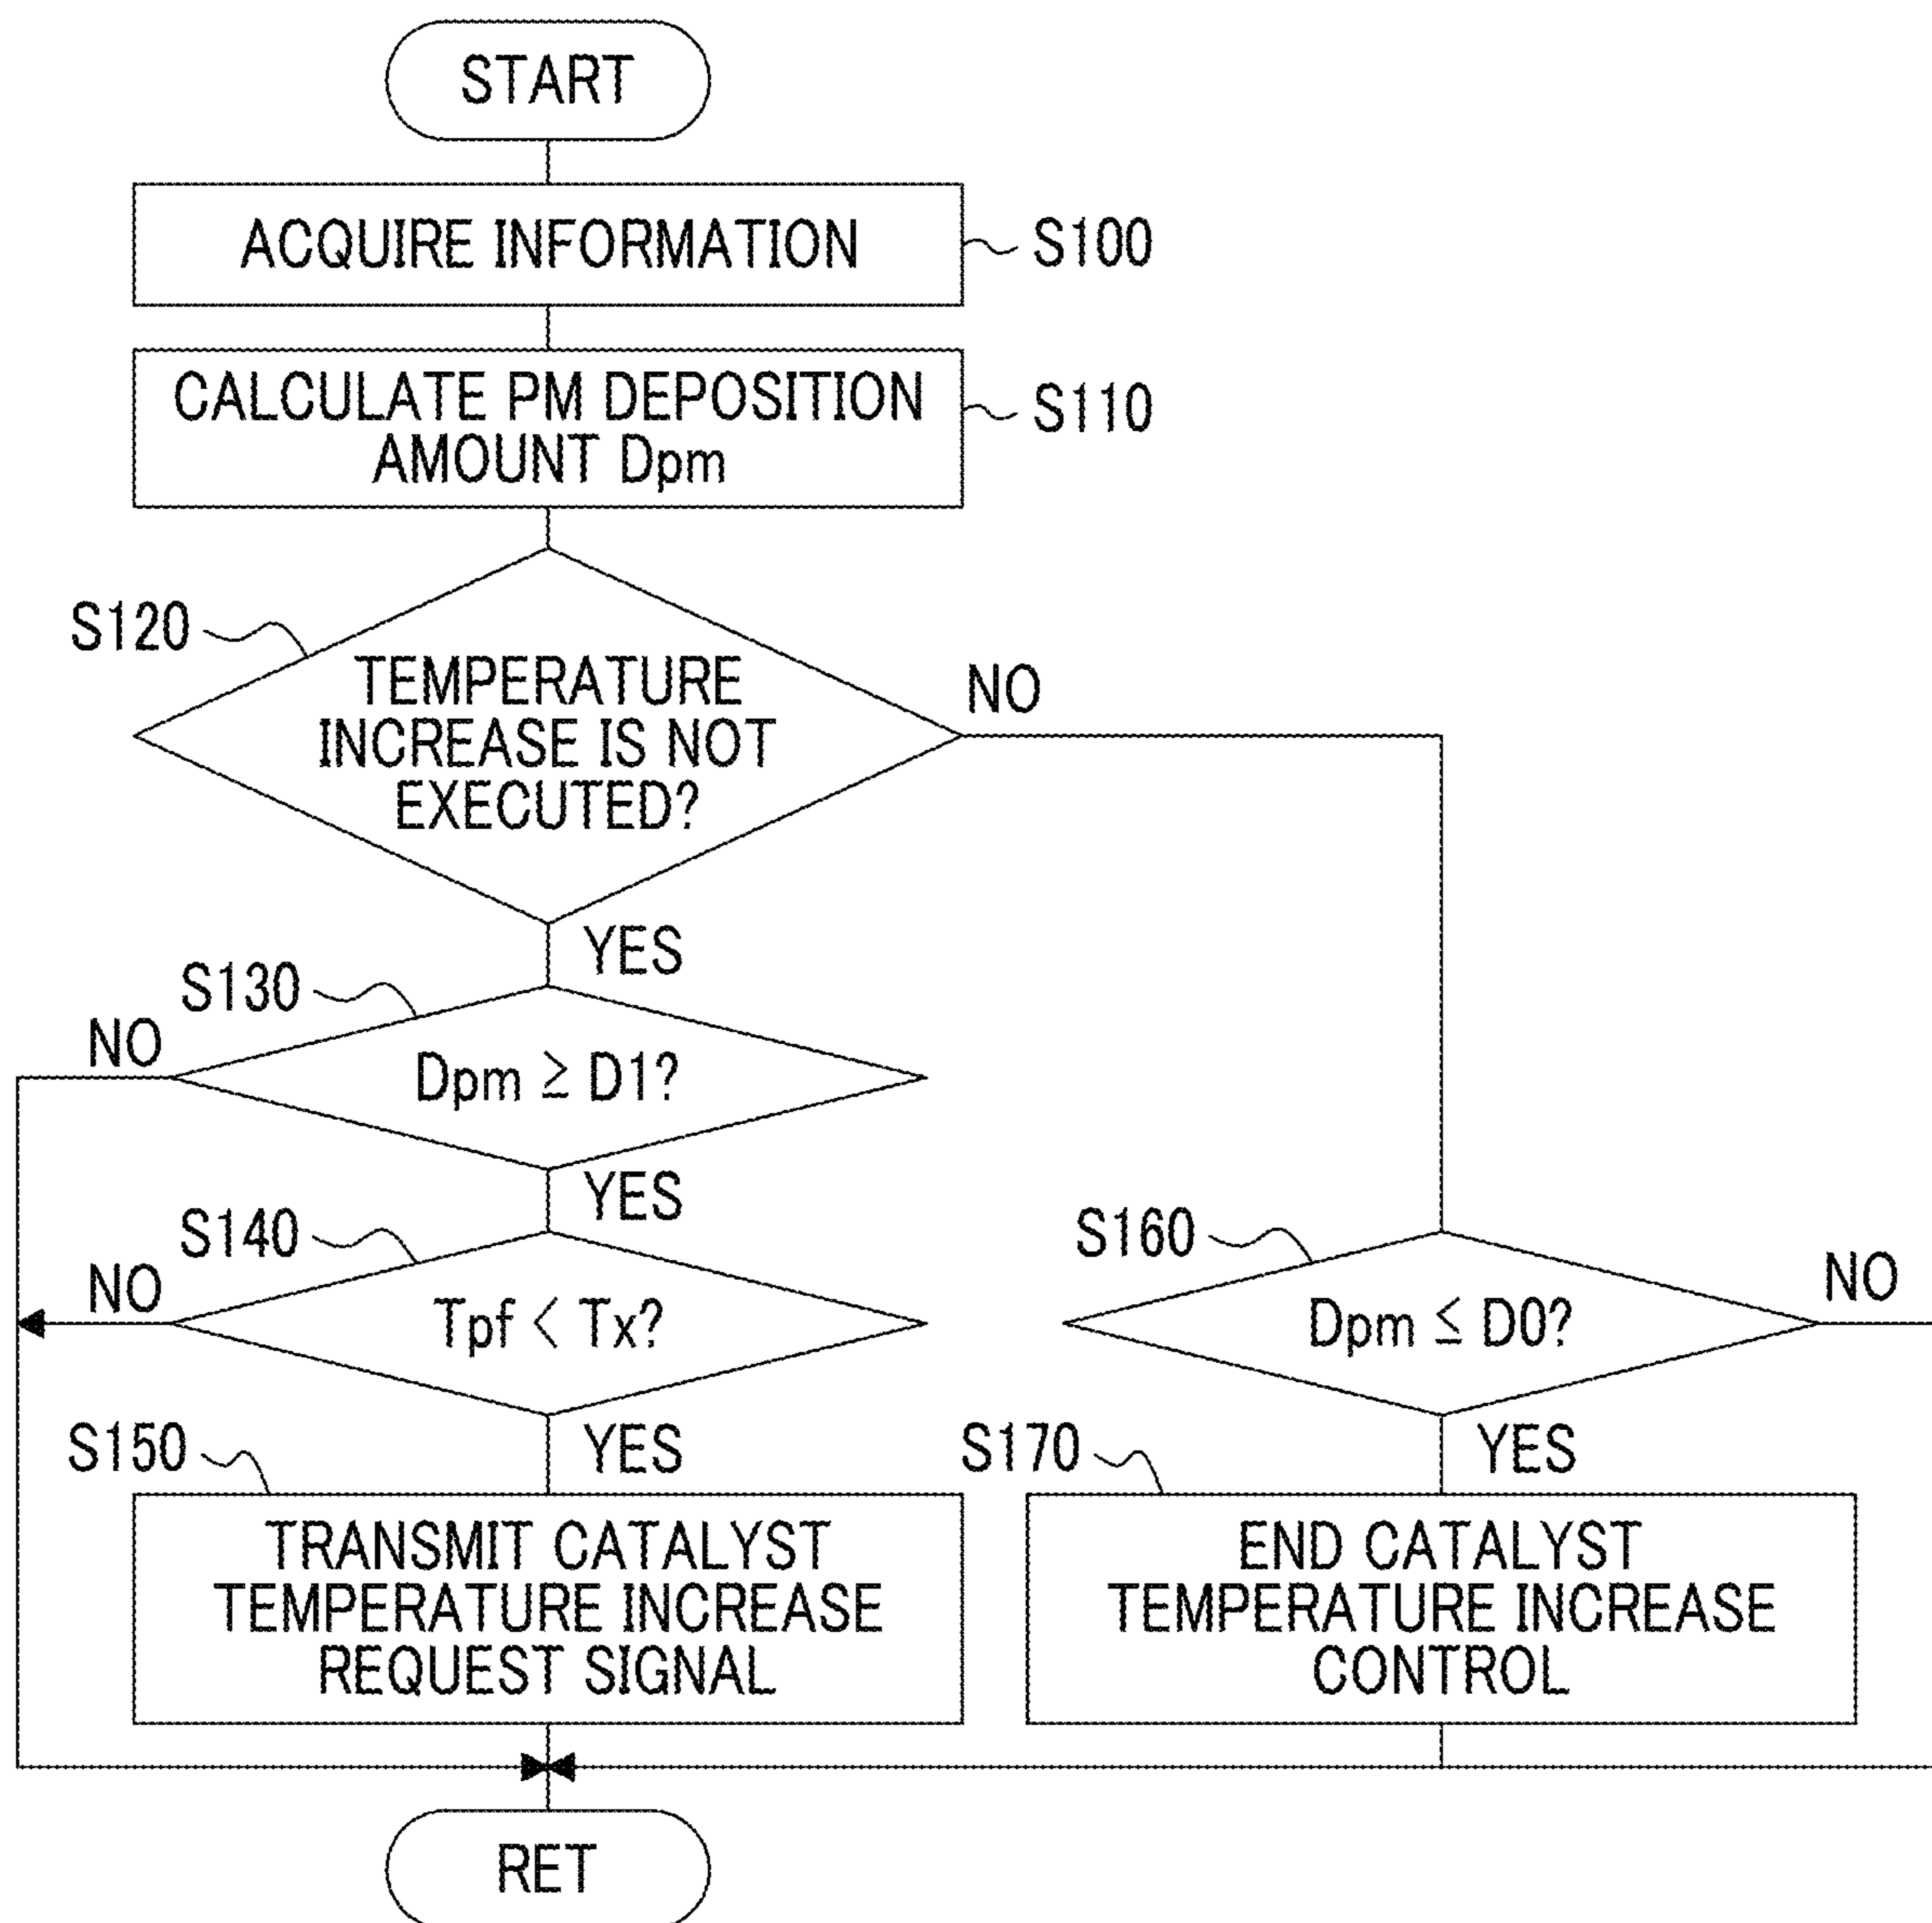 START
ACQUIRE INFORMATION
S100
CALCULATE PM DEPOSITION
AMOUNT Dpm
S110
S120
TEMPERATURE
INCREASE IS NOT
EXECUTED?
NO
YES
S130
NO
Dpm ≥ D1?
YES
S140
NO
Tpf < Tx?
YES
S160
Dpm ≤ D0?
NO
YES
S150
TRANSMIT CATALYST
TEMPERATURE INCREASE
REQUEST SIGNAL
S170
END CATALYST
TEMPERATURE INCREASE
CONTROL
RET